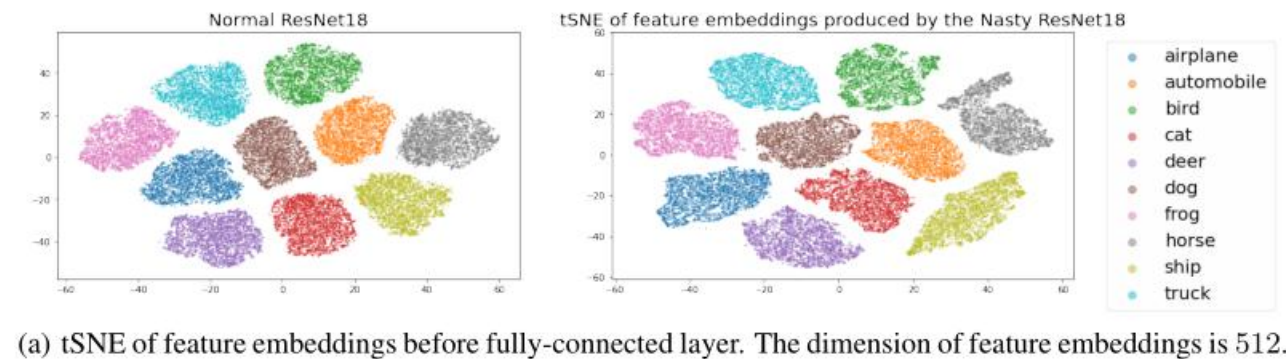 Normal ResNet18
tSNE of feature embeddings produced by the Nasty ResNet18
40
20
0
−20
−40
−60
−40
−20
0
20
40
60
60
40
20
0
−20
−40
−60
−60
−40
−20
0
20
40
60
airplane
automobile
bird
cat
deer
dog
frog
horse
ship
truck
(a) tSNE of feature embeddings before fully-connected layer. The dimension of feature embeddings is 512.